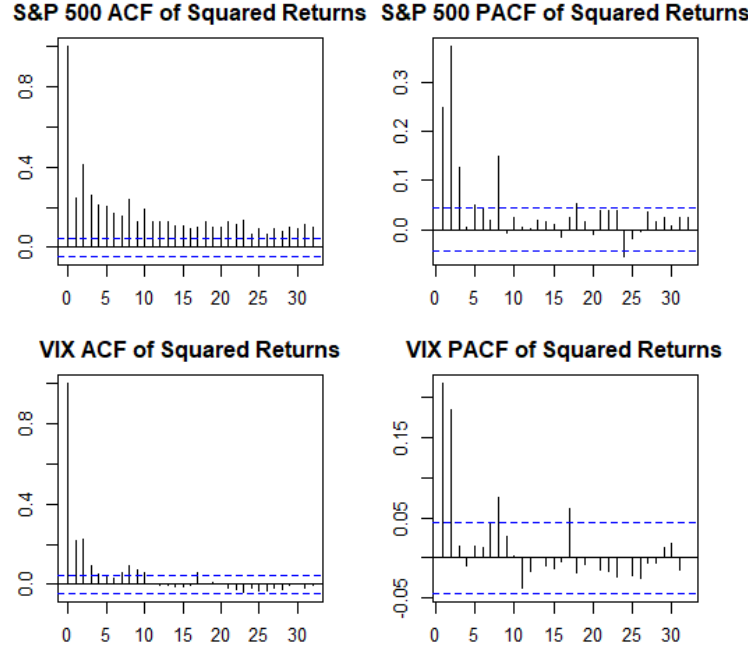 S&P 500 ACF of Squared Returns
0.0 0.4 0.8
0 5 10 15 20 25 30
S&P 500 PACF of Squared Returns
0.0 0.1 0.2 0.3
0 5 10 15 20 25 30
VIX ACF of Squared Returns
0.0 0.4 0.8
0 5 10 15 20 25 30
VIX PACF of Squared Returns
-0.05 0.05 0.15
0 5 10 15 20 25 30